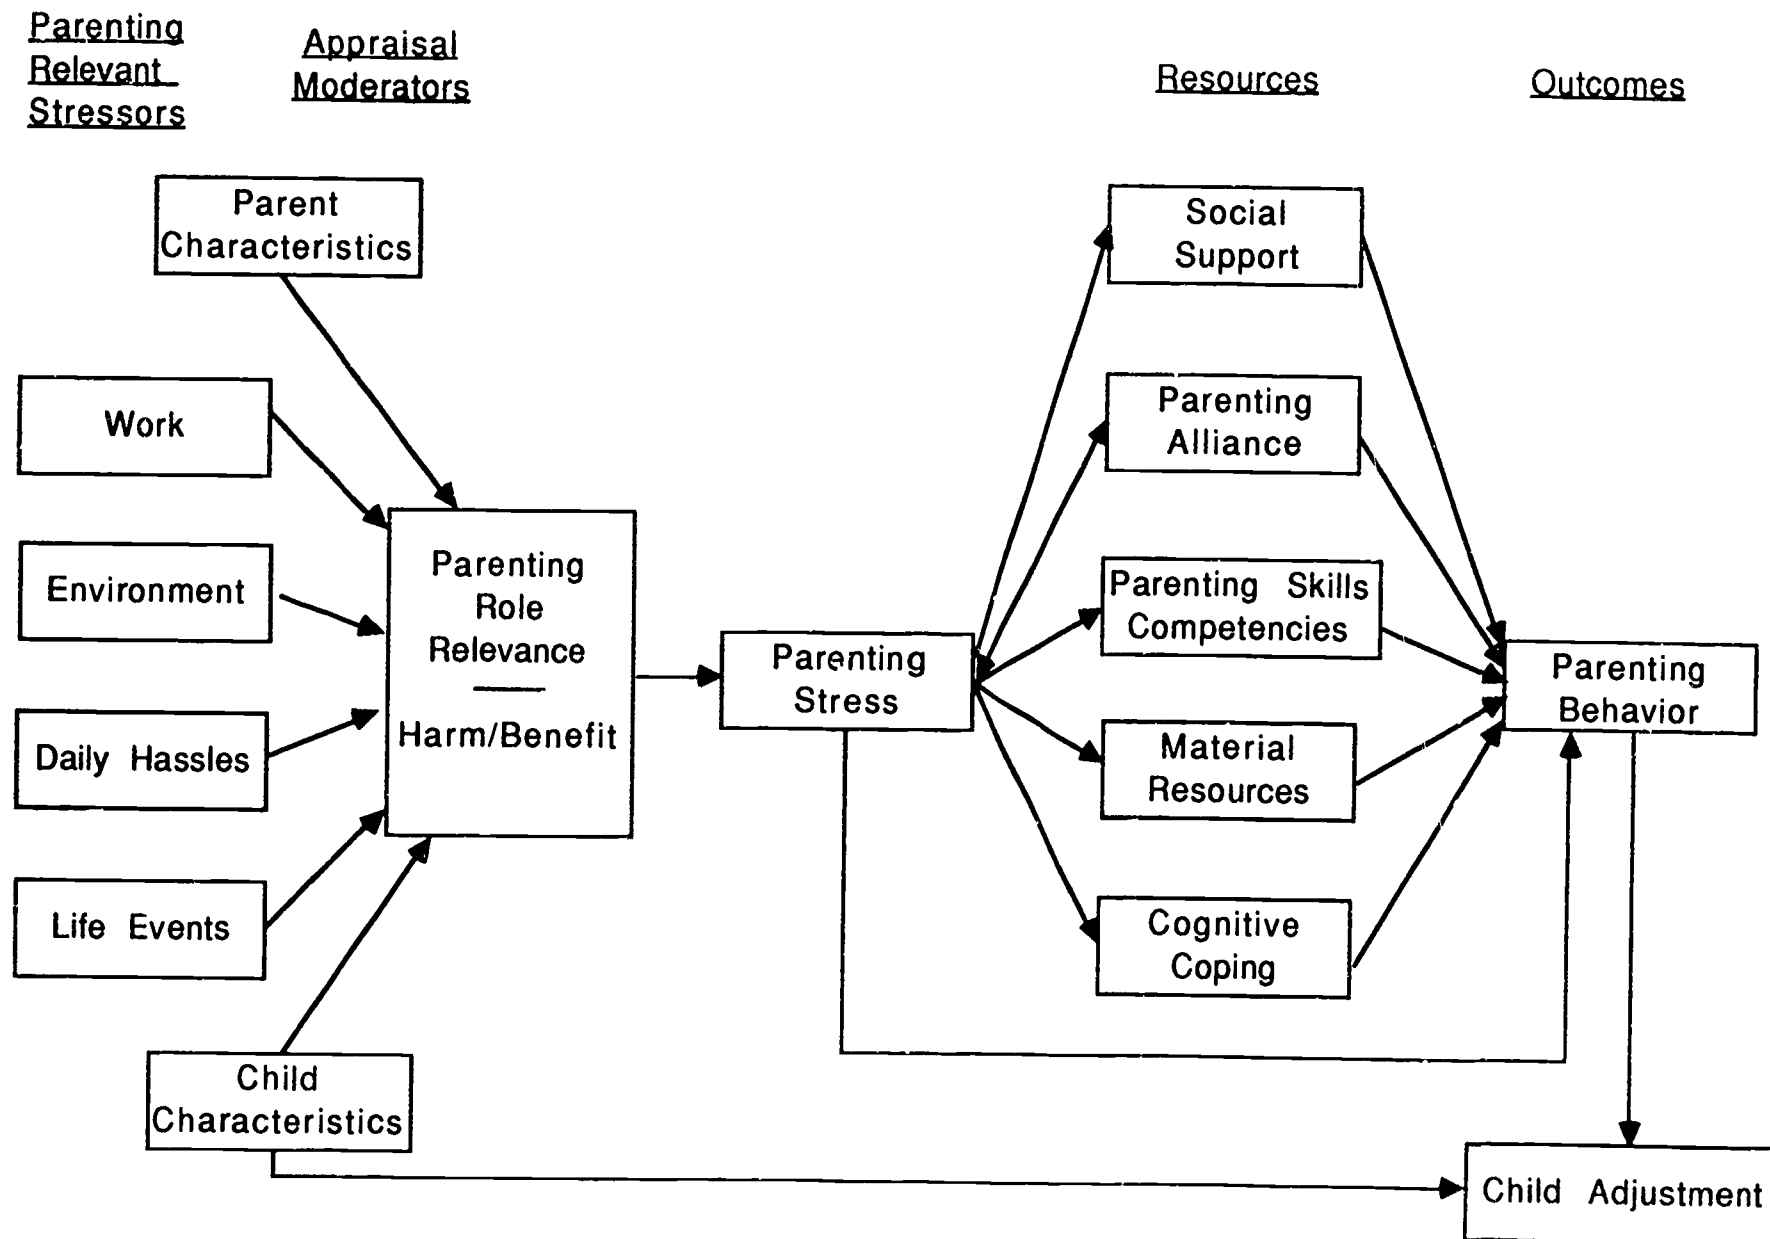 Parenting
Relevant
Stressors
Appraisal
Moderators
Resources
Outcomes
Parent
Characteristics
Work
Environment
Daily Hassles
Life Events
Child
Characteristics
Parenting
Role
Relevance
Harm/Benefit
Parenting
Stress
Social
Support
Parenting
Alliance
Parenting Skills
Competencies
Material
Resources
Cognitive
Coping
Parenting
Behavior
Child Adjustment